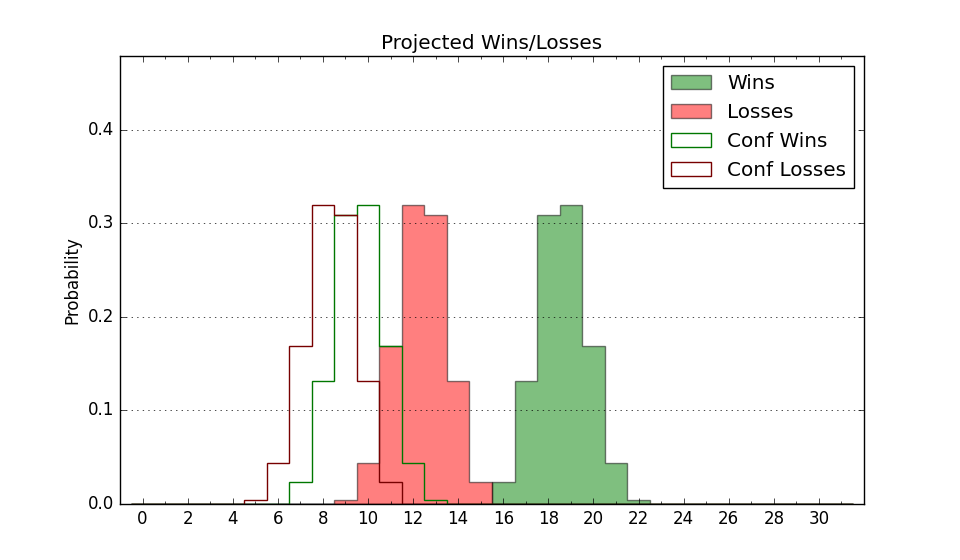 Projected Wins/Losses
Wins
Losses
Conf Wins
Conf Losses
Probability
0.4
0.3
0.2
0.1
0.0
0 2 4 6 8 10 12 14 16 18 20 22 24 26 28 30